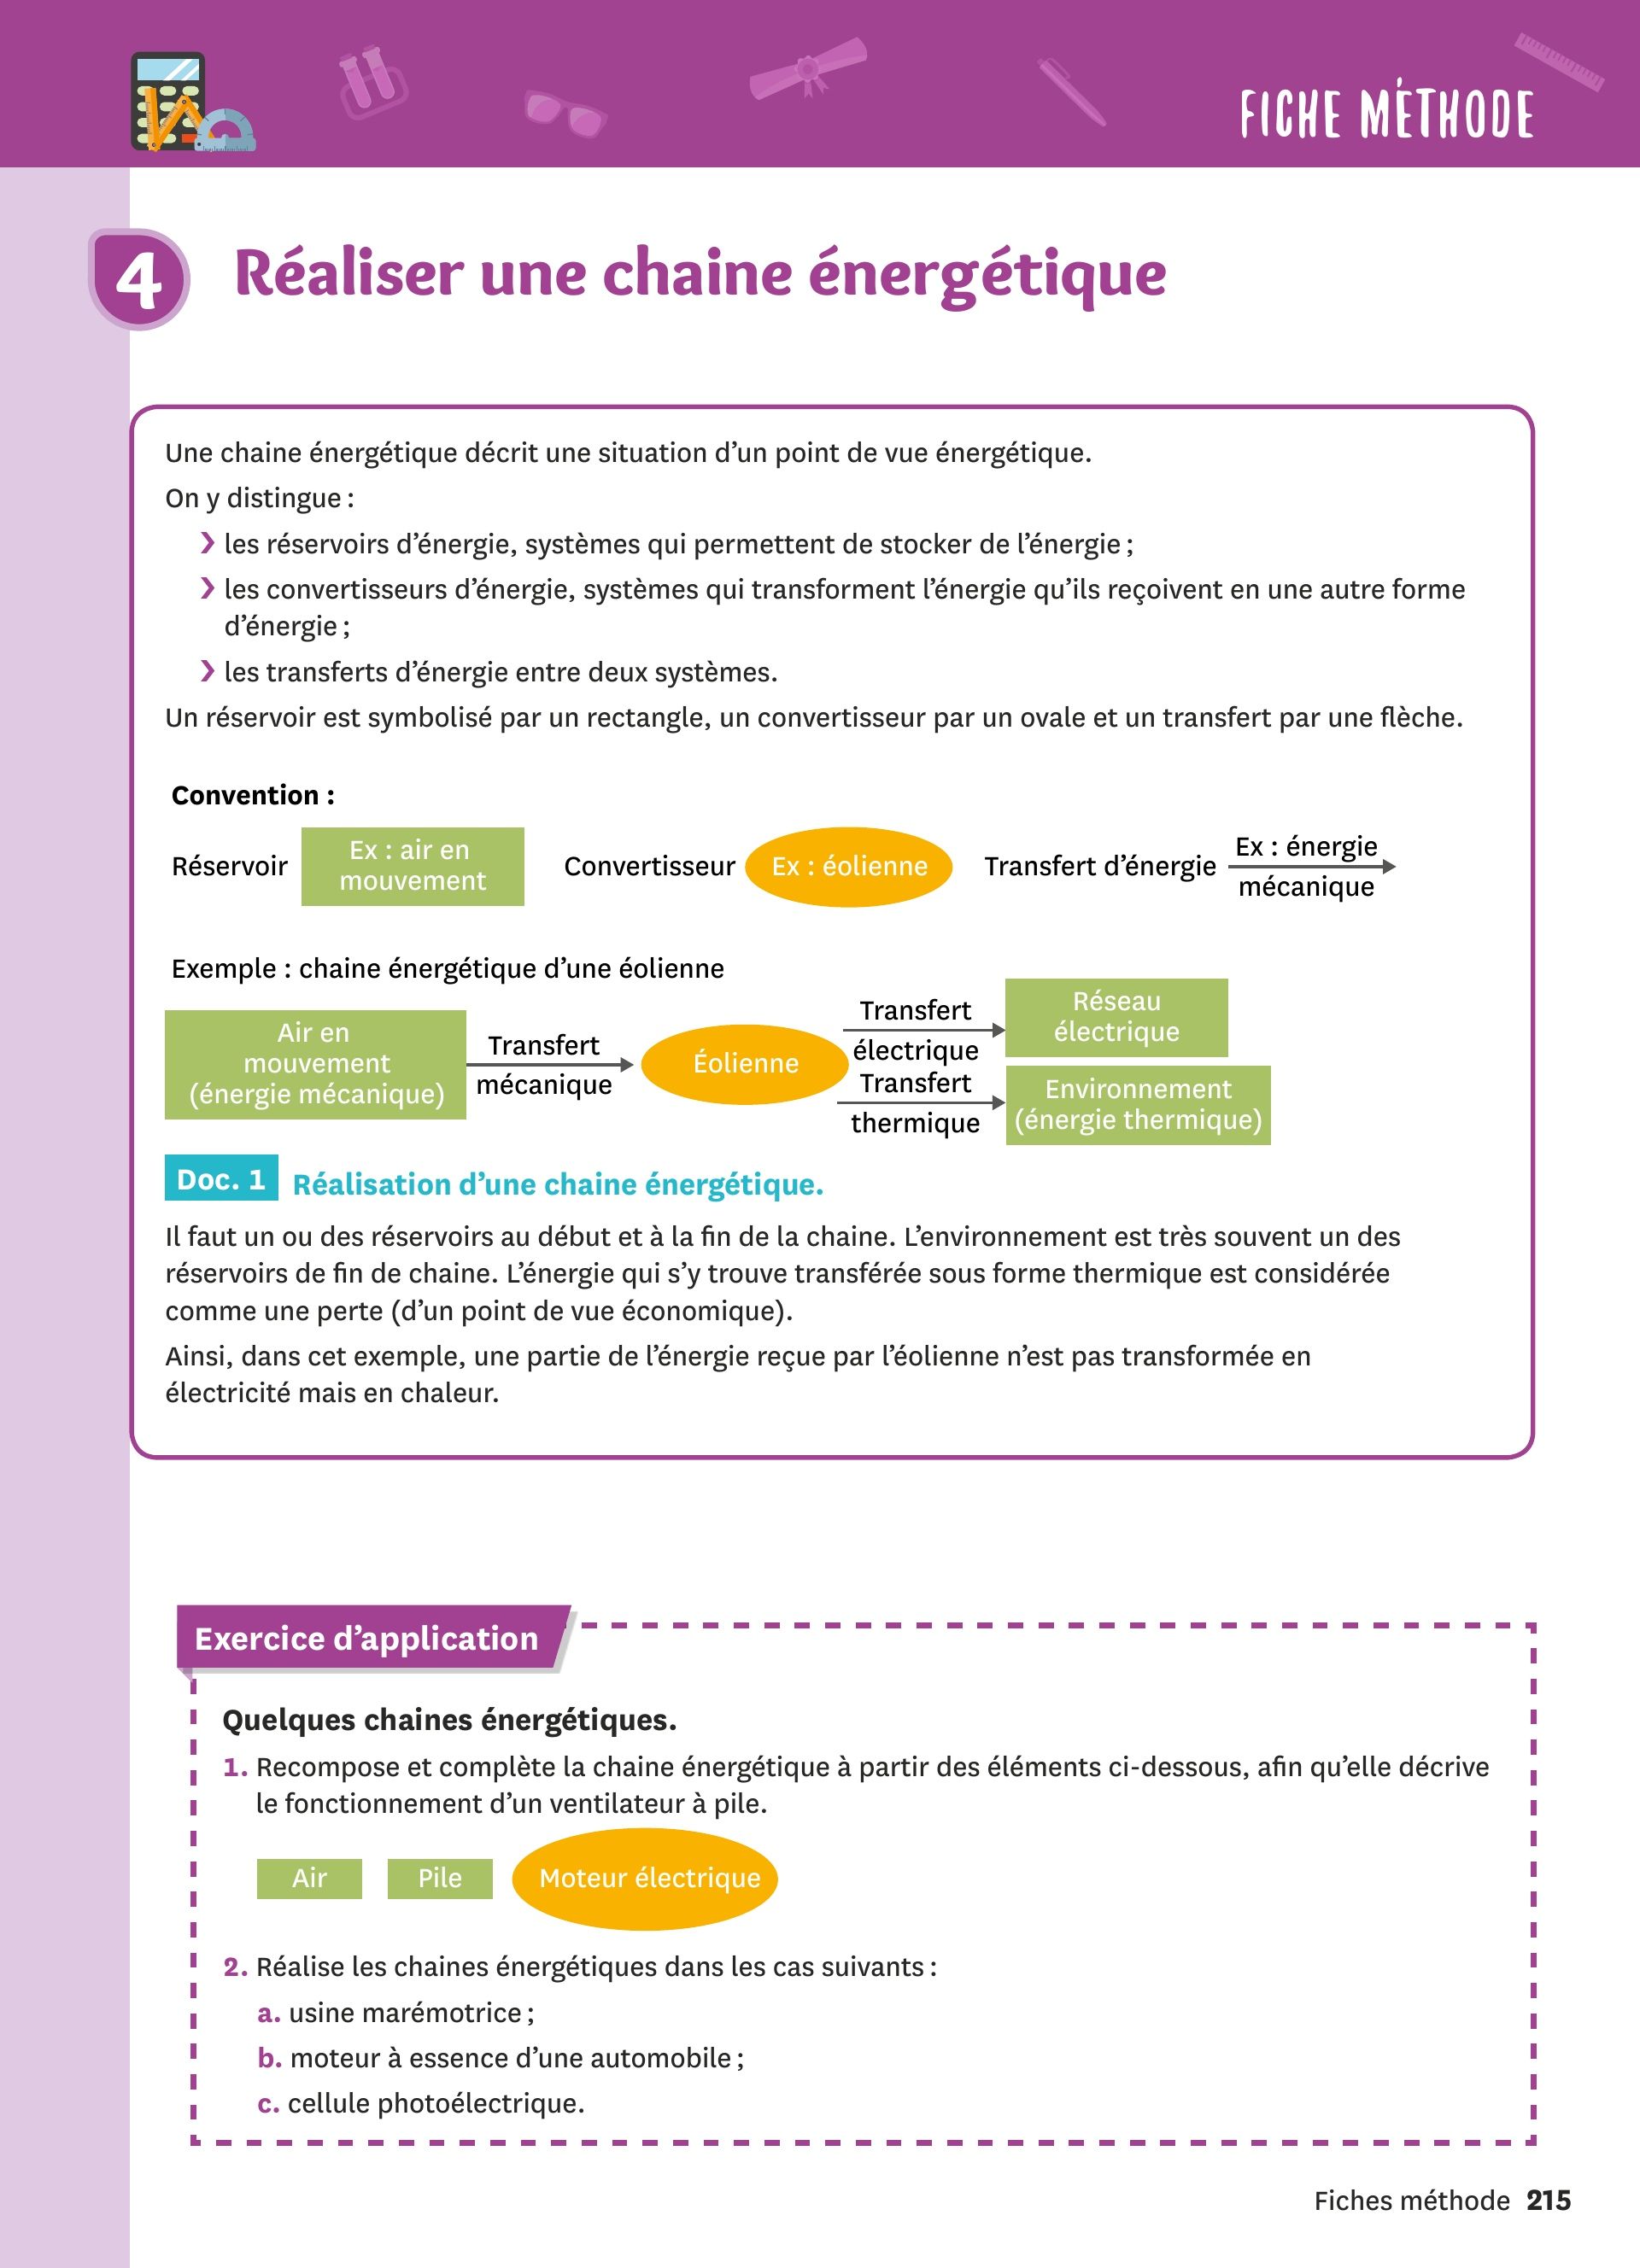 FICHE MÉTHODE
4 Réaliser une chaine énergétique
Une chaine énergétique décrit une situation d’un point de vue énergétique.
On y distingue :
❯ les réservoirs d’énergie, systèmes qui permettent de stocker de l’énergie ;
❯ les convertisseurs d’énergie, systèmes qui transforment l’énergie qu’ils reçoivent en une autre forme
d’énergie ;
❯ les transferts d’énergie entre deux systèmes.
Un réservoir est symbolisé par un rectangle, un convertisseur par un ovale et un transfert par une flèche.
Convention :
Réservoir
Ex : air en
mouvement
Convertisseur
Ex : éolienne
Transfert d’énergie
Ex : énergie
mécanique
Exemple : chaine énergétique d’une éolienne
Air en
mouvement
(énergie mécanique)
Transfert
mécanique
Éolienne
Transfert
électrique
Réseau
électrique
Transfert
thermique
Environnement
(énergie thermique)
Doc. 1 Réalisation d’une chaine énergétique.
Il faut un ou des réservoirs au début et à la fin de la chaine. L’environnement est très souvent un des
réservoirs de fin de chaine. L’énergie qui s’y trouve transférée sous forme thermique est considérée
comme une perte (d’un point de vue économique).
Ainsi, dans cet exemple, une partie de l’énergie reçue par l’éolienne n’est pas transformée en
électricité mais en chaleur.
Exercice d’application
Quelques chaines énergétiques.
1. Recompose et complète la chaine énergétique à partir des éléments ci-dessous, afin qu’elle décrive
le fonctionnement d’un ventilateur à pile.
Air
Pile
Moteur électrique
2. Réalise les chaines énergétiques dans les cas suivants :
a. usine marémotrice ;
b. moteur à essence d’une automobile ;
c. cellule photoélectrique.
Fiches méthode 215